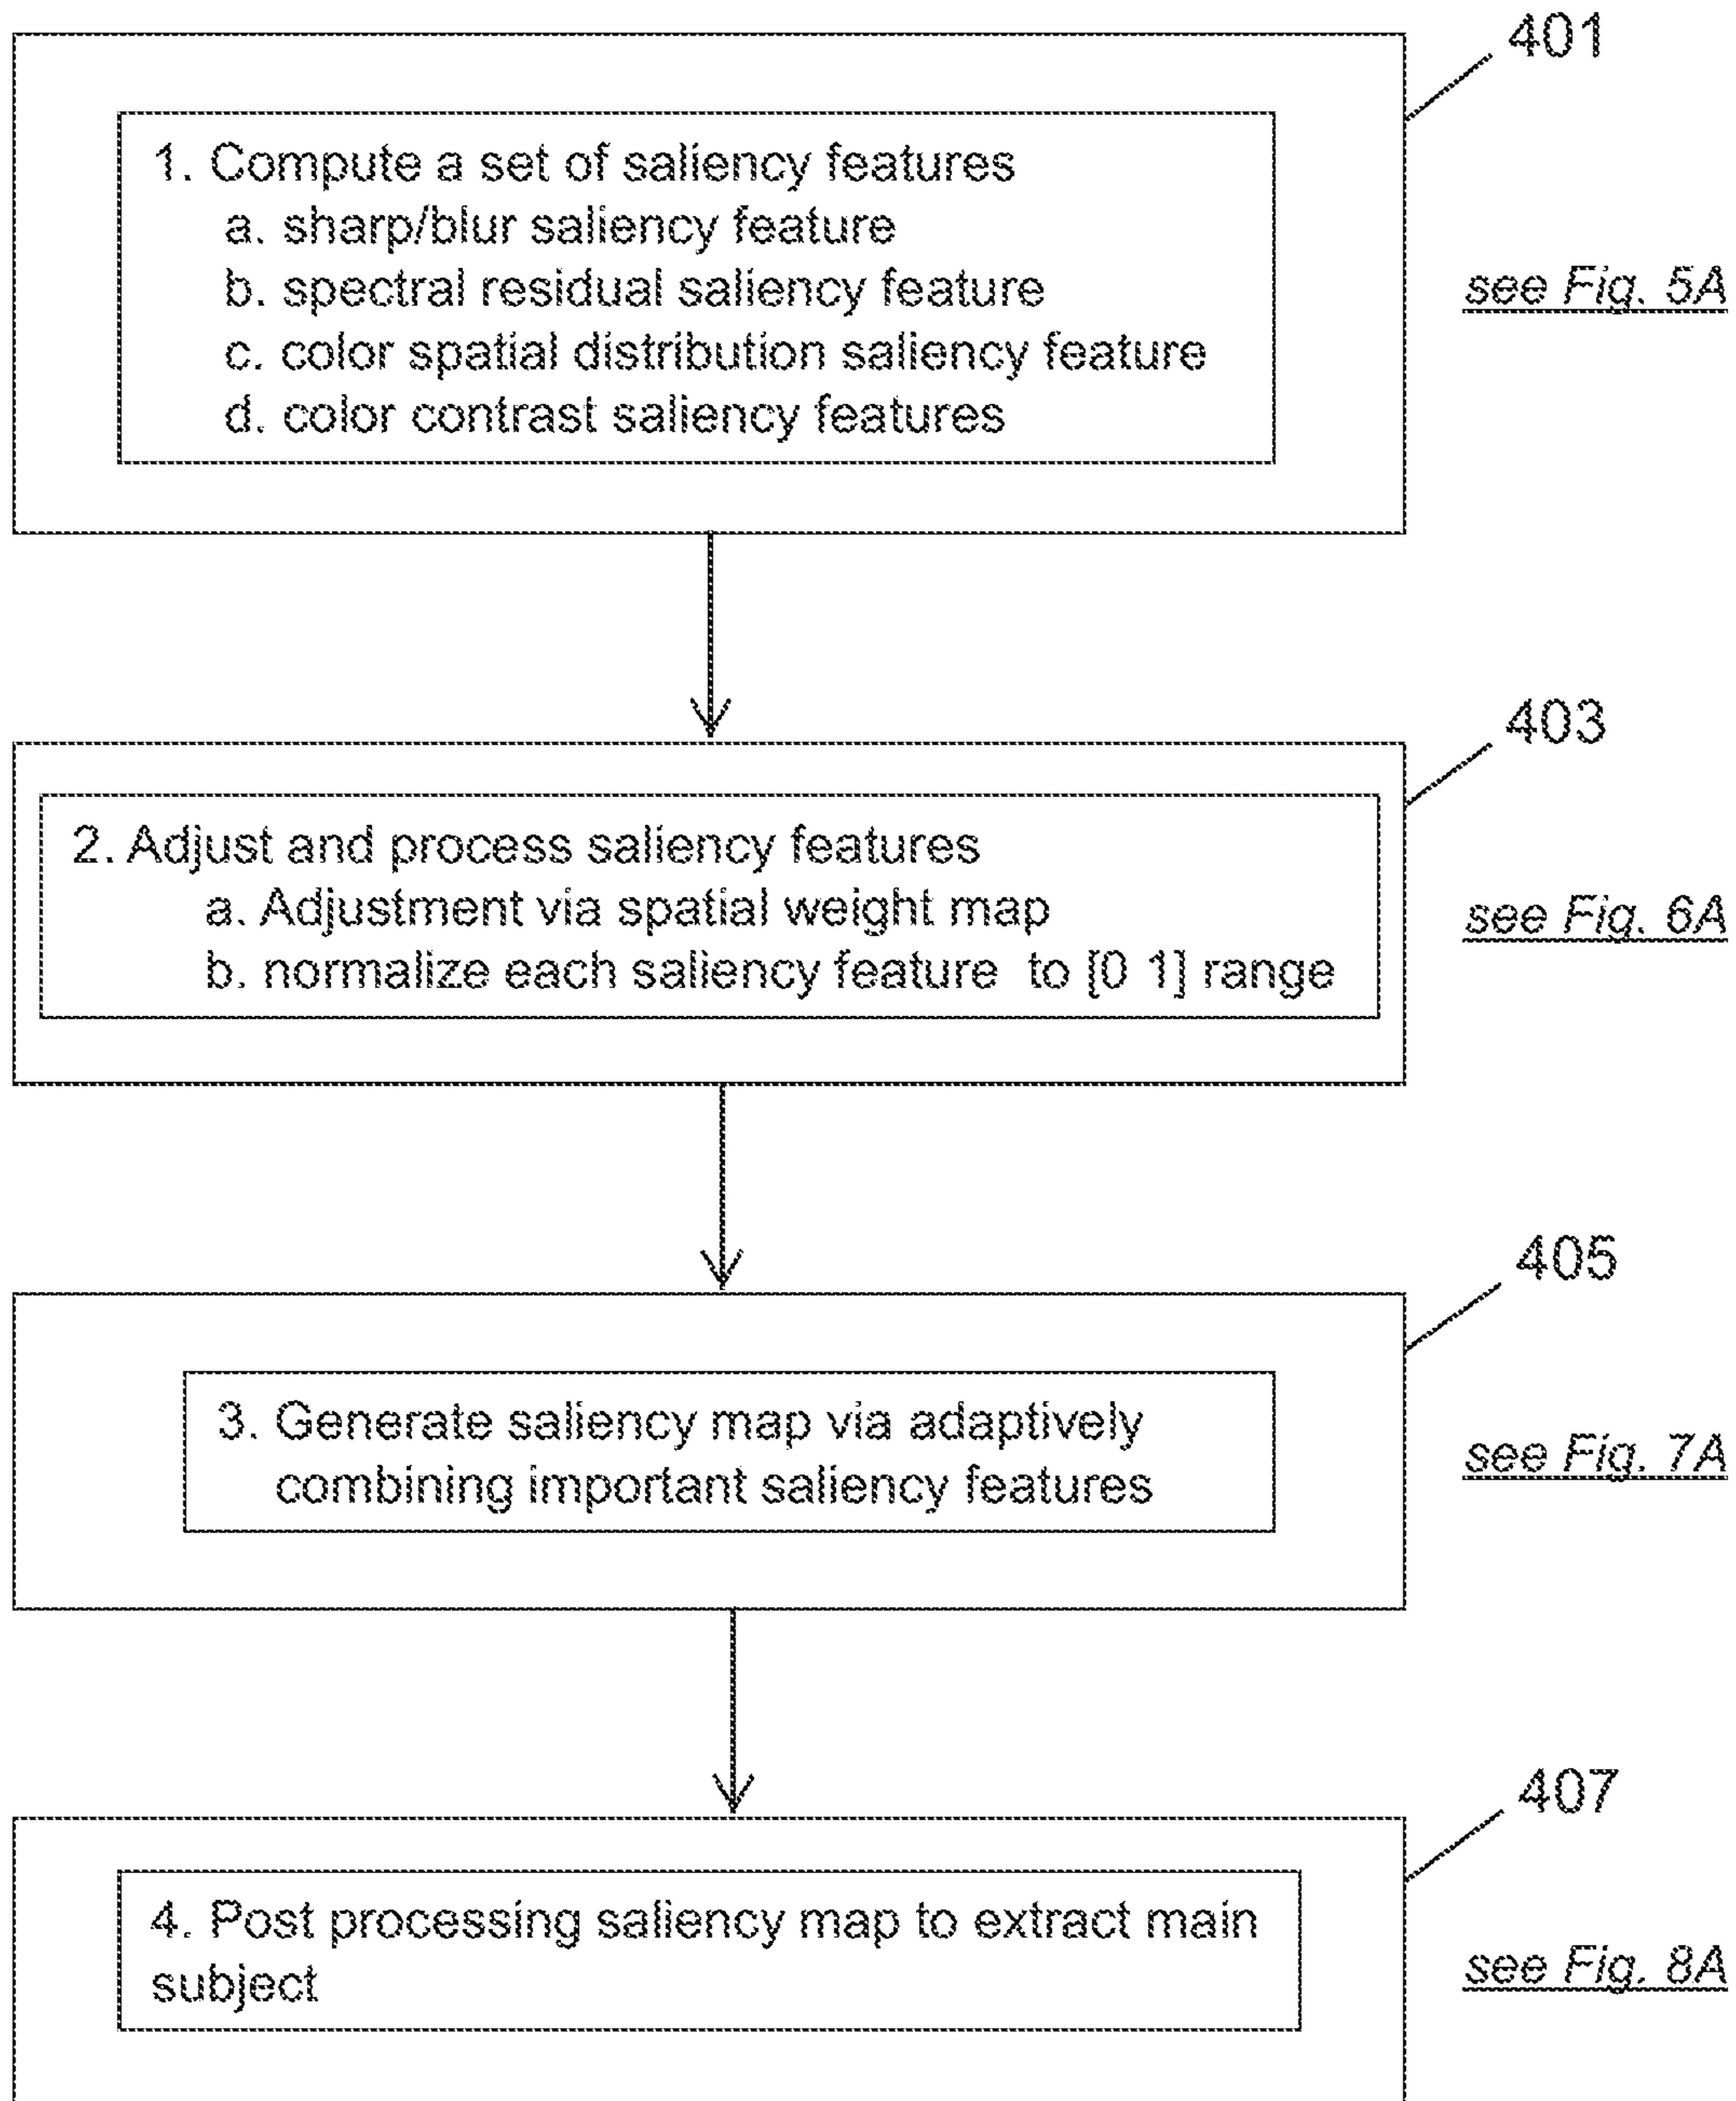 401
1. Compute a set of saliency features
a. sharp/blur saliency feature
b. spectral residual saliency feature
c. color spatial distribution saliency feature
d. color contrast saliency features
see Fig. 5A
403
2. Adjust and process saliency features
a. Adjustment via spatial weight map
b. normalize each saliency feature to [0 1] range
see Fig. 6A
405
3. Generate saliency map via adaptively
combining important saliency features
see Fig. 7A
407
4. Post processing saliency map to extract main
subject
see Fig. 8A